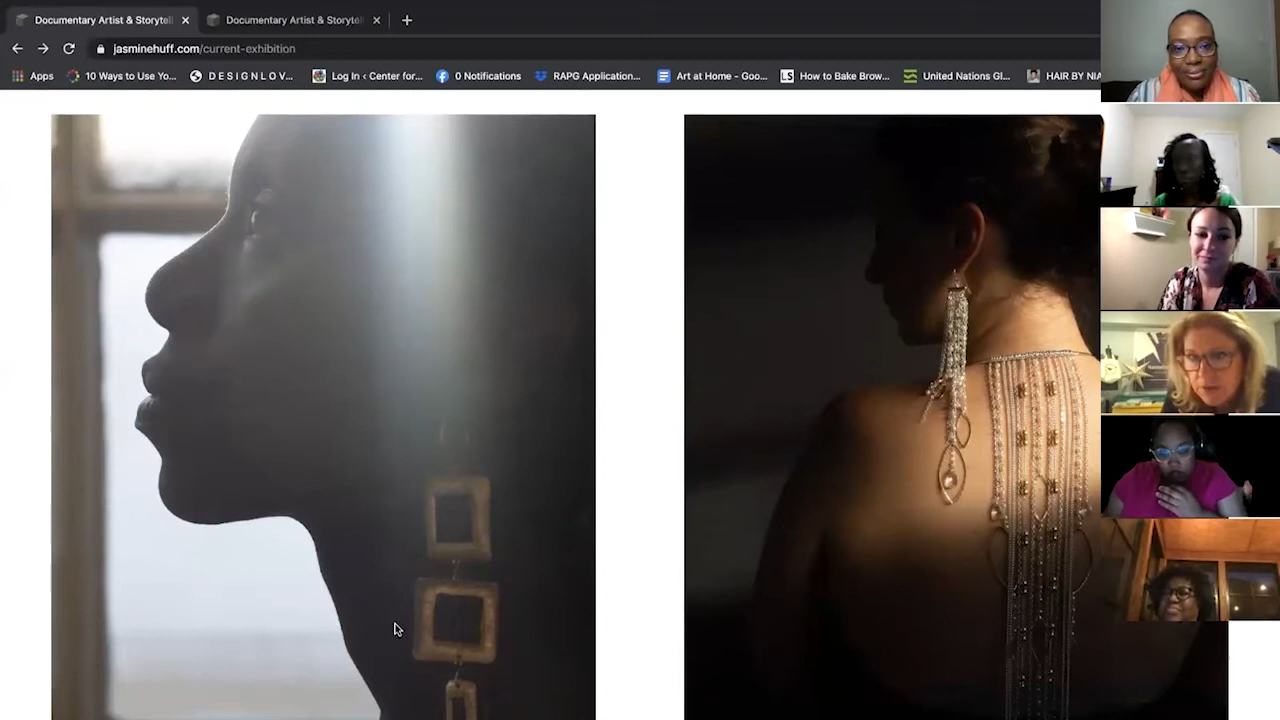 Documentary Artist & Storytell
Documentary Artist & Storytell
jasminehuff.com/current-exhibition
Apps
10 Ways to Use Yo...
D E S I G N L O V...
Log In ‹ Center for...
0 Notifications
RAPG Application...
Art at Home - Goo...
LS
How to Bake Brow...
United Nations Gl...
HAIR BY NIA